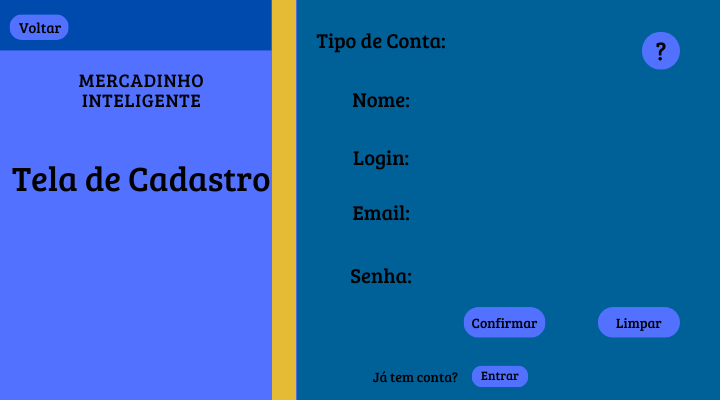 Voltar
MERCADINHO
INTELIGENTE
Tela de Cadastro
Tipo de Conta:
?
Nome:
Login:
Email:
Senha:
Confirmar
Limpar
Já tem conta?
Entrar